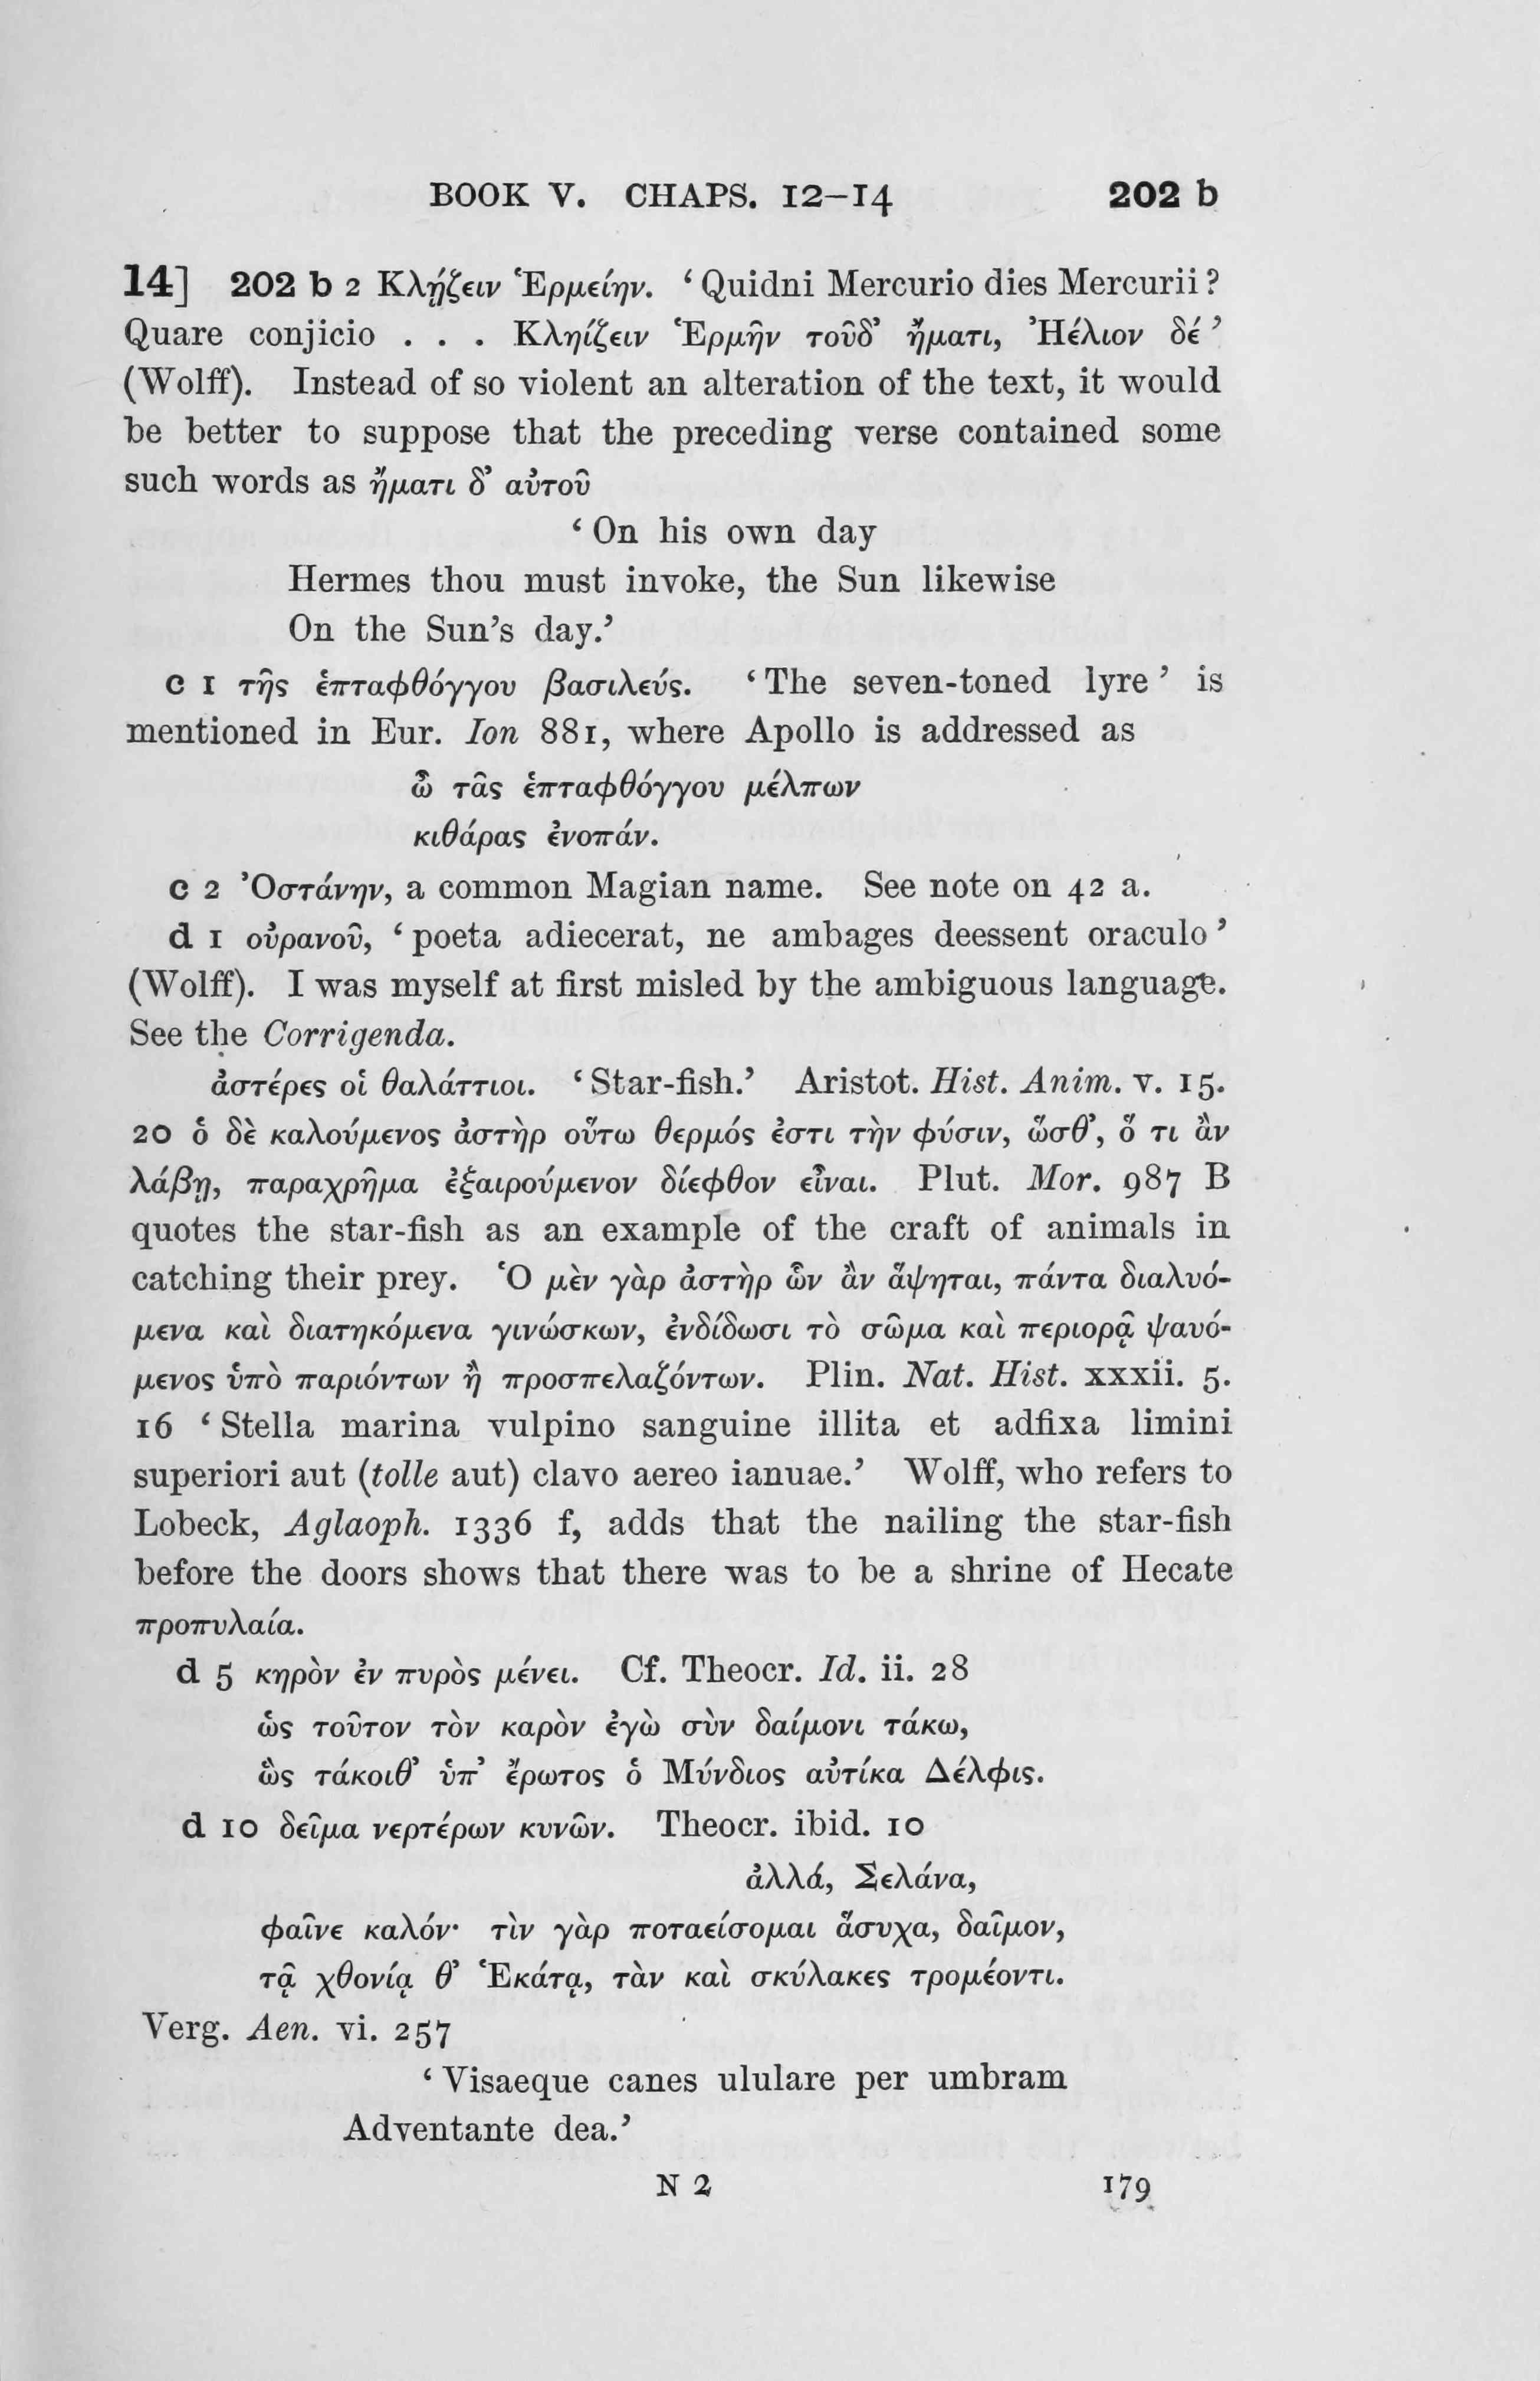 BOOK V. CHAPS. 12–14 202 b
14] 202 b 2 Κλῄζειν Ἑρμείην. ‘ Quidni Mercurio dies Mercurii ?
Quare conjicio . . . Κληίζειν Ἑρμῆν τοῦδ’ ἤματι, Ἠέλιον δέ ’
(Wolff). Instead of so violent an alteration of the text, it would
be better to suppose that the preceding verse contained some
such words as ἤματι δ’ αὐτοῦ
‘ On his own day
Hermes thou must invoke, the Sun likewise
On the Sun’s day.’
c 1 τῆς ἑπταφθόγγου βασιλεύς. ‘ The seven-toned lyre ’ is
mentioned in Eur. Ion 881, where Apollo is addressed as
ὦ τᾶς ἑπταφθόγγου μέλπων
κιθάρας ἐνοπάν.
c 2 Ὀστάνην, a common Magian name. See note on 42 a.
d 1 οὐρανοῦ, ‘ poeta adiecerat, ne ambages deessent oraculo ’
(Wolff). I was myself at first misled by the ambiguous language.
See the Corrigenda.
ἀστέρες οἱ θαλάττιοι. ‘ Star-fish.’ Aristot. Hist. Anim. v. 15.
20 ὁ δὲ καλούμενος ἀστὴρ οὕτω θερμός ἐστι τὴν φύσιν, ὥσθ’, ὅ τι ἂν
λάβῃ, παραχρῆμα ἐξαιρούμενον δίεφθον εἶναι. Plut. Mor. 987 B
quotes the star-fish as an example of the craft of animals in
catching their prey. Ὁ μὲν γὰρ ἀστὴρ ὧν ἂν ἅψηται, πάντα διαλυό-
μενα καὶ διατηκόμενα γινώσκων, ἐνδίδωσι τὸ σῶμα καὶ περιορᾷ ψαυό-
μενος ὑπὸ παριόντων ἢ προσπελαζόντων. Plin. Nat. Hist. xxxii. 5.
16 ‘ Stella marina vulpino sanguine illita et adfixa limini
superiori aut (tolle aut) clavo aereo ianuae.’ Wolff, who refers to
Lobeck, Aglaoph. 1336 f, adds that the nailing the star-fish
before the doors shows that there was to be a shrine of Hecate
προπυλαία.
d 5 κηρὸν ἐν πυρὸς μένει. Cf. Theocr. Id. ii. 28
ὡς τοῦτον τὸν καρὸν ἐγὼ σὺν δαίμονι τάκω,
ὣς τάκοιθ’ ὑπ’ ἔρωτος ὁ Μύνδιος αὐτίκα Δέλφις.
d 10 δεῖμα νερτέρων κυνῶν. Theocr. ibid. 10
ἀλλά, Σελάνα,
φαῖνε καλόν· τὶν γὰρ ποταείσομαι ἅσυχα, δαῖμον,
τᾷ χθονίᾳ θ’ Ἑκάτᾳ, τὰν καὶ σκύλακες τρομέοντι.
Verg. Aen. vi. 257
‘ Visaeque canes ululare per umbram
Adventante dea.’
N 2 179